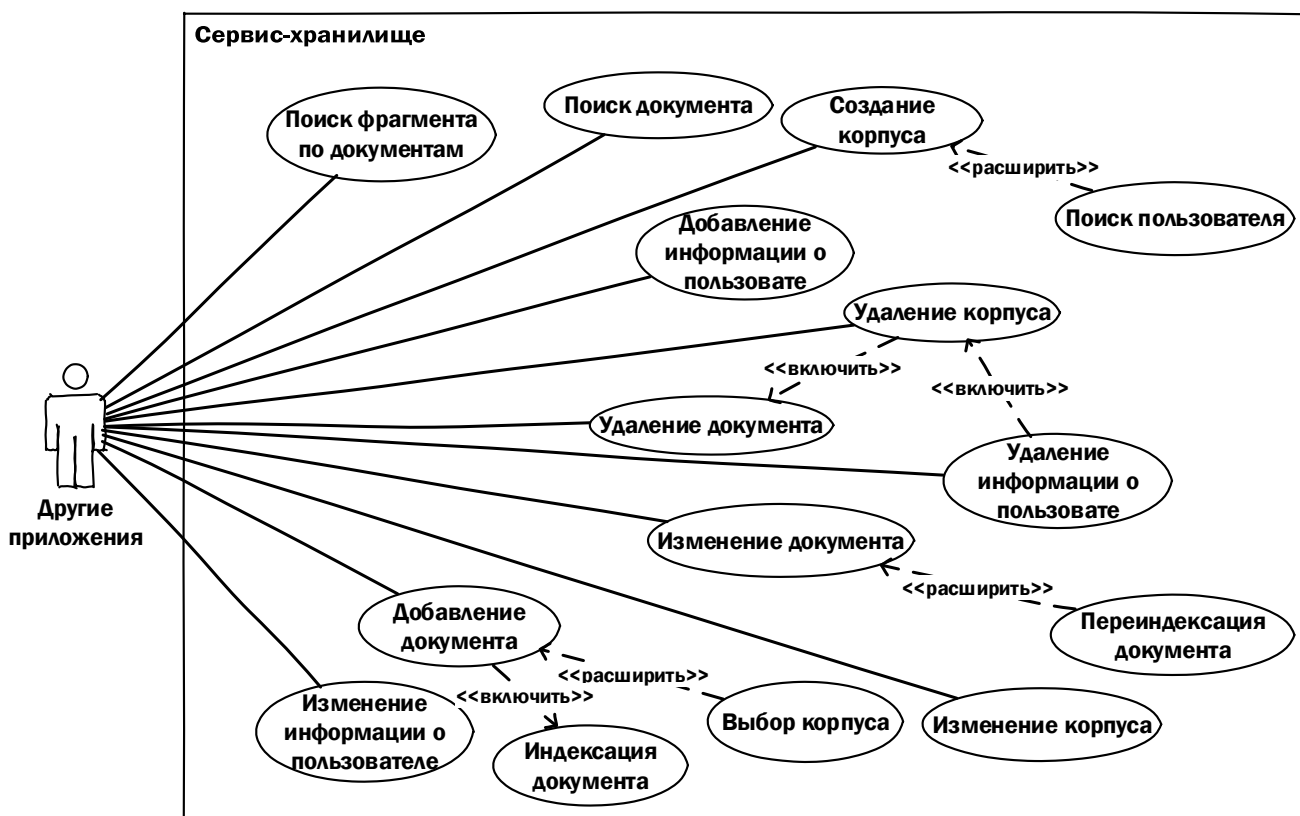 Сервис-хранилище
Поиск фрагмента
по документам
Поиск документа
Создание
корпуса
<<расширить>>
Поиск пользователя
Добавление
информации о
пользовате
Удаление корпуса
<<включить>>
<<включить>>
Удаление документа
Удаление
информации о
пользовате
Другие
приложения
Изменение документа
<<расширить>>
Переиндексация
документа
Добавление
документа
<<расширить>>
<<включить>>
Выбор корпуса
Изменение корпуса
Изменение
информации о
пользователе
Индексация
документа